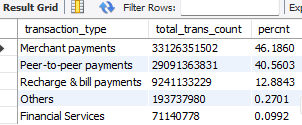 Result Grid Filter Rows:
transaction_type total_trans_count percnt
Merchant payments 33126351502 46.1860
Peer-to-peer payments 29091363831 40.5603
Recharge & bill payments 9241133229 12.8843
Others 193737980 0.2701
Financial Services 71140778 0.0992